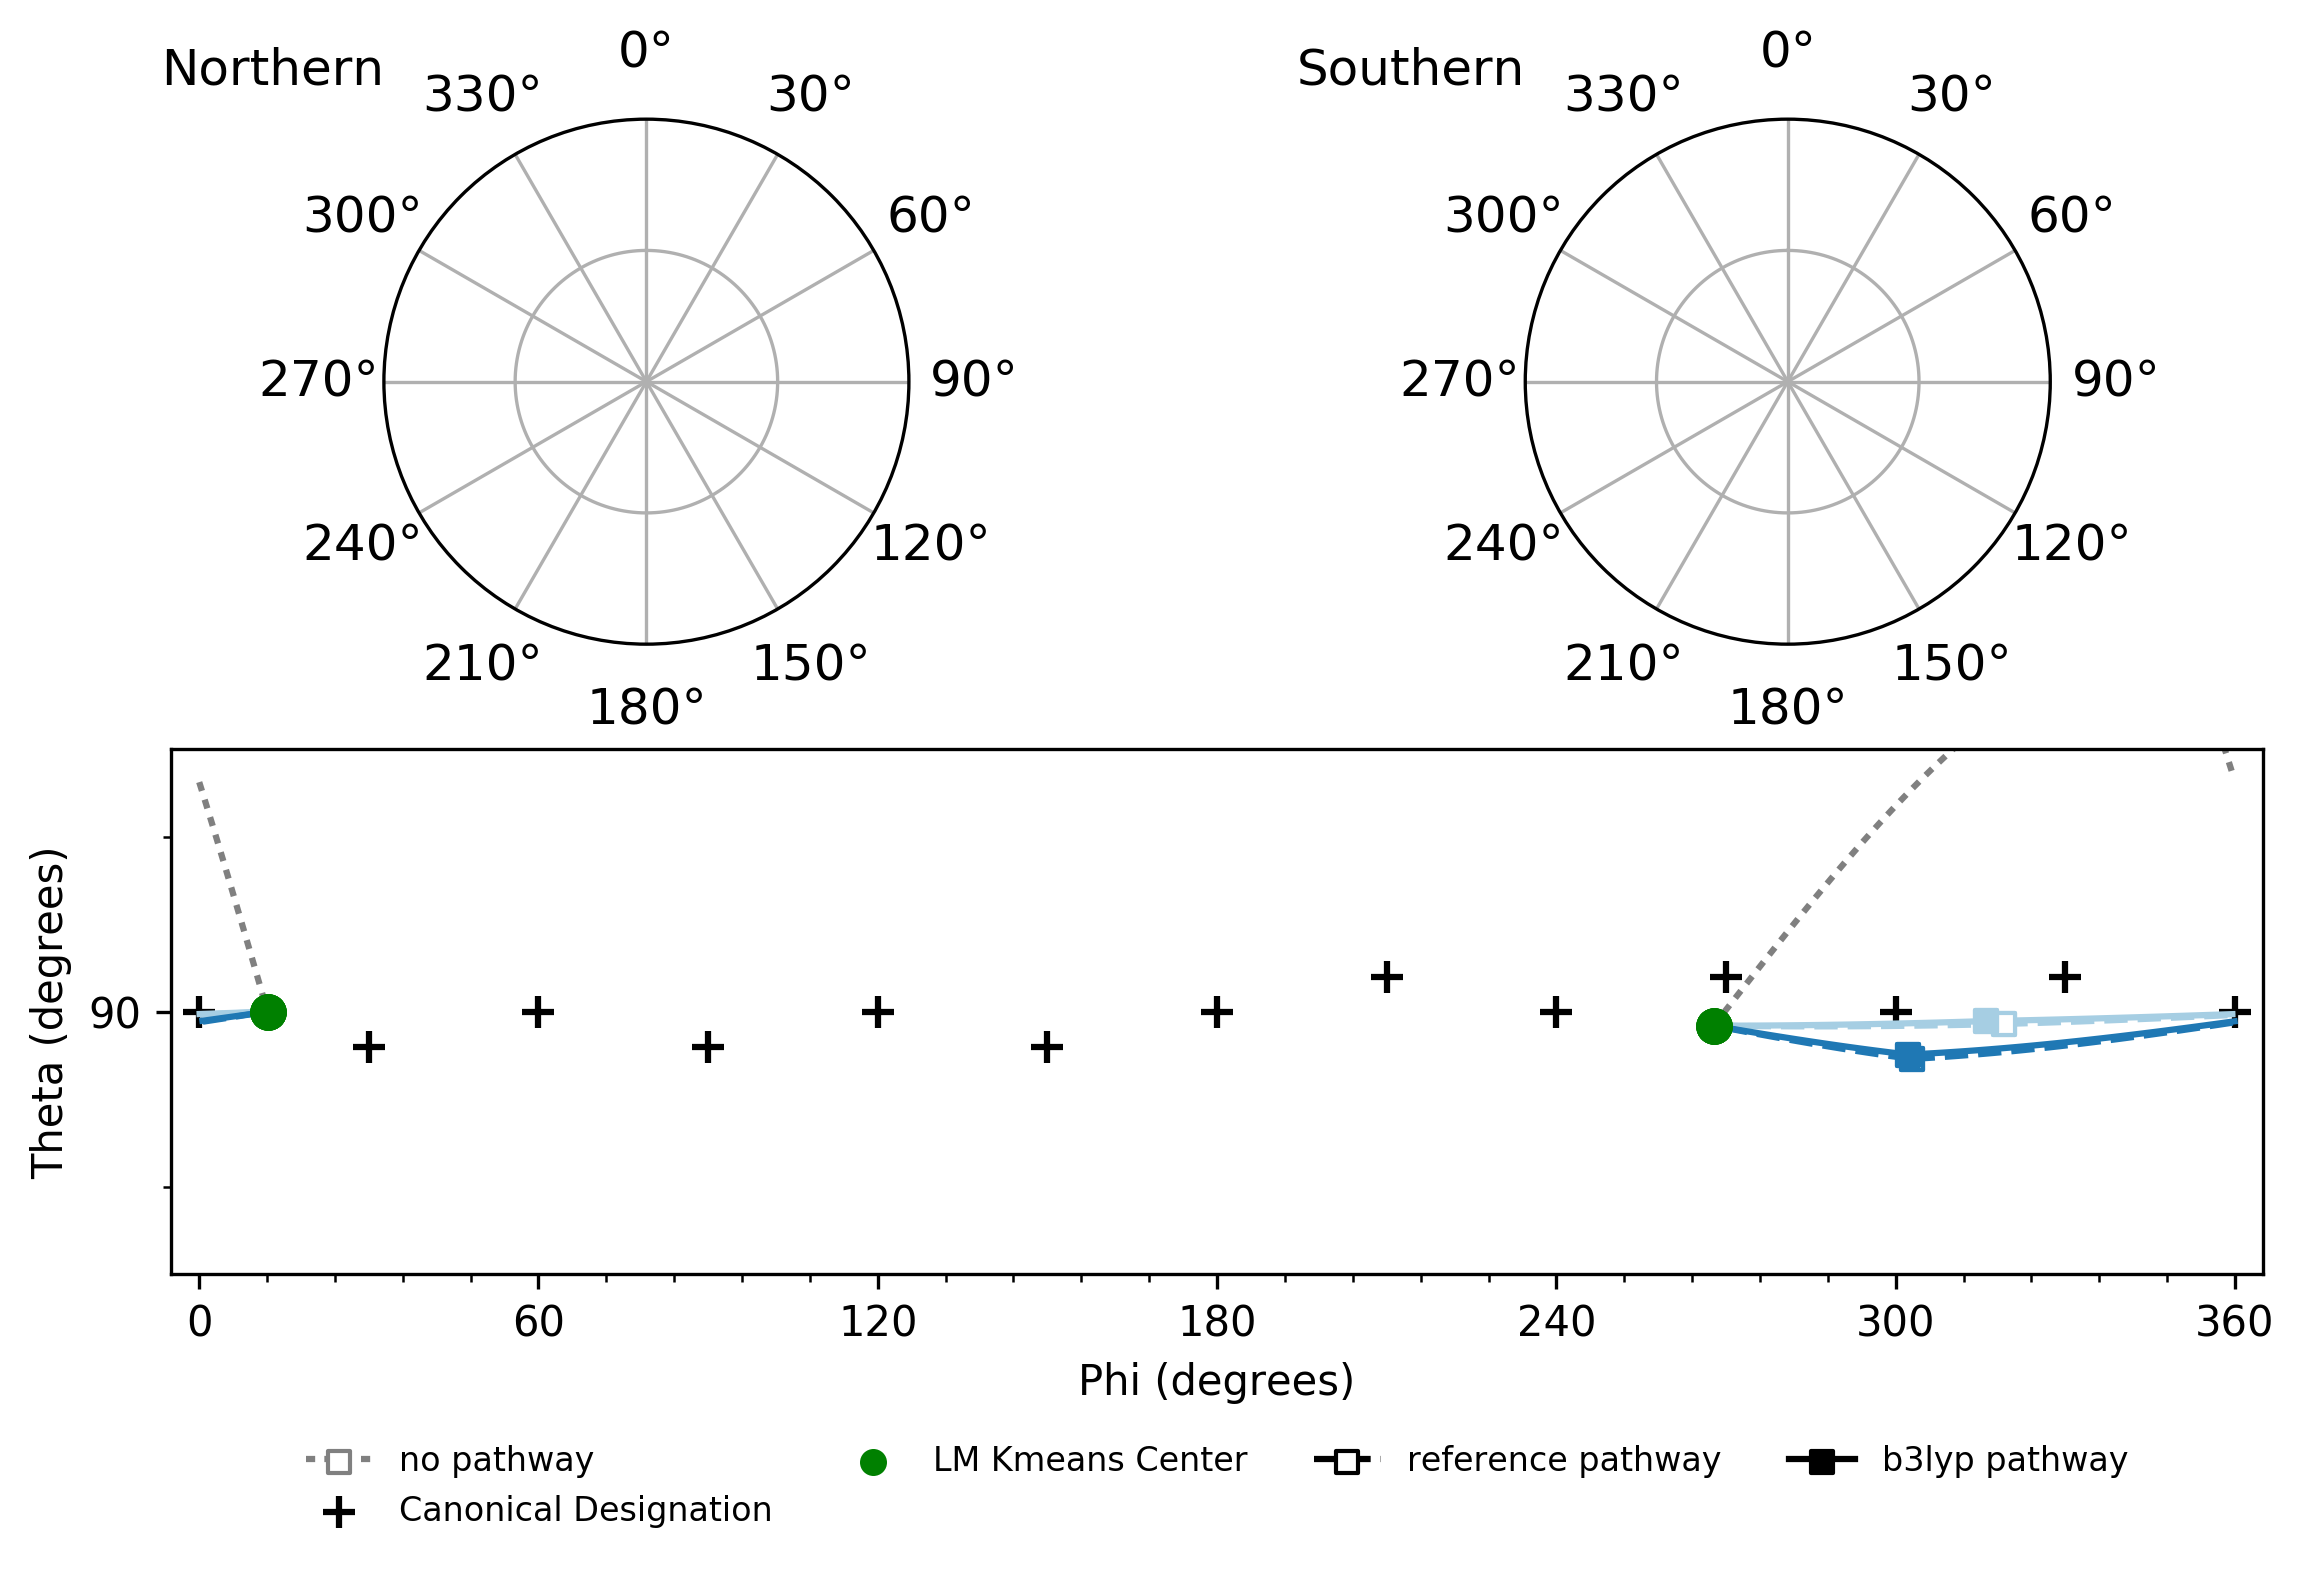 Northern
0°
30°
60°
90°
120°
150°
180°
210°
240°
270°
300°
330°
Southern
0°
30°
60°
90°
120°
150°
180°
210°
240°
270°
300°
330°
Theta (degrees)
90
0 60 120 180 240 300 360
Phi (degrees)
no pathway
Canonical Designation
LM Kmeans Center
reference pathway
b3lyp pathway